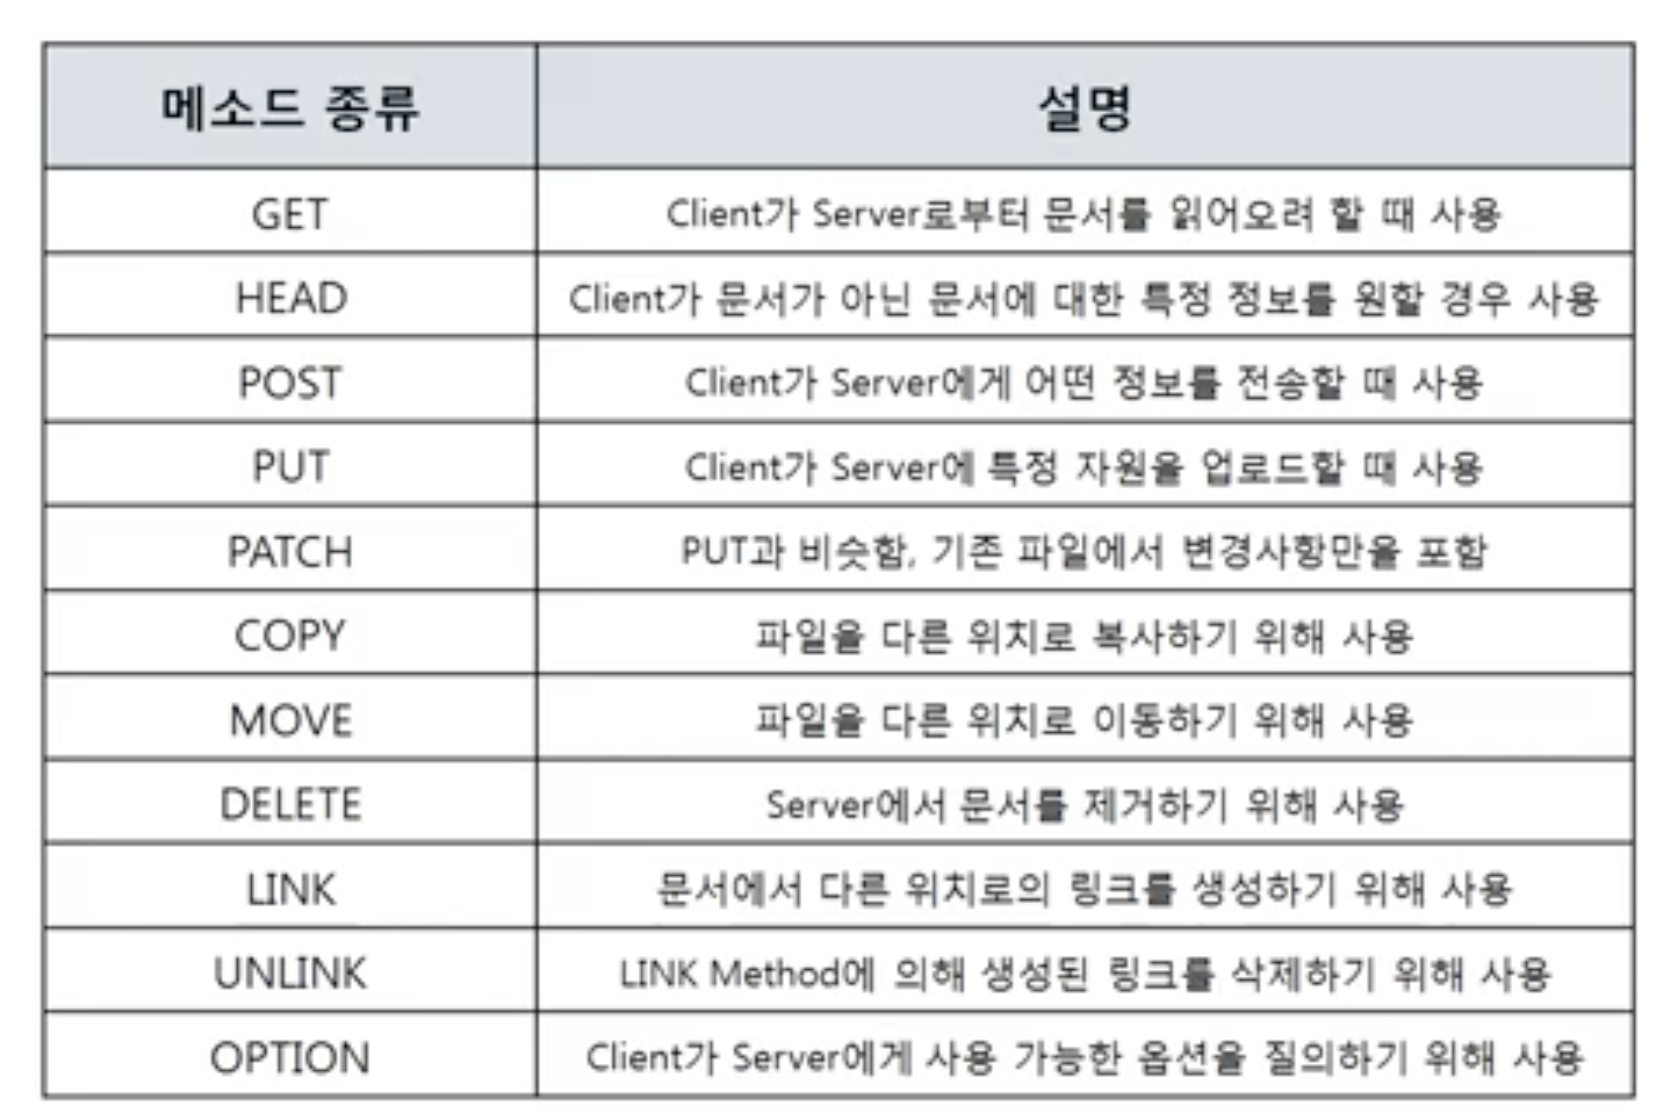 메소드 종류 설명
GET Client가 Server로부터 문서를 읽어오려 할 때 사용
HEAD Client가 문서가 아닌 문서에 대한 특정 정보를 원할 경우 사용
POST Client가 Server에게 어떤 정보를 전송할 때 사용
PUT Client가 Server에 특정 자원을 업로드할 때 사용
PATCH PUT과 비슷함, 기존 파일에서 변경사항만을 포함
COPY 파일을 다른 위치로 복사하기 위해 사용
MOVE 파일을 다른 위치로 이동하기 위해 사용
DELETE Server에서 문서를 제거하기 위해 사용
LINK 문서에서 다른 위치로의 링크를 생성하기 위해 사용
UNLINK LINK Method에 의해 생성된 링크를 삭제하기 위해 사용
OPTION Client가 Server에게 사용 가능한 옵션을 질의하기 위해 사용